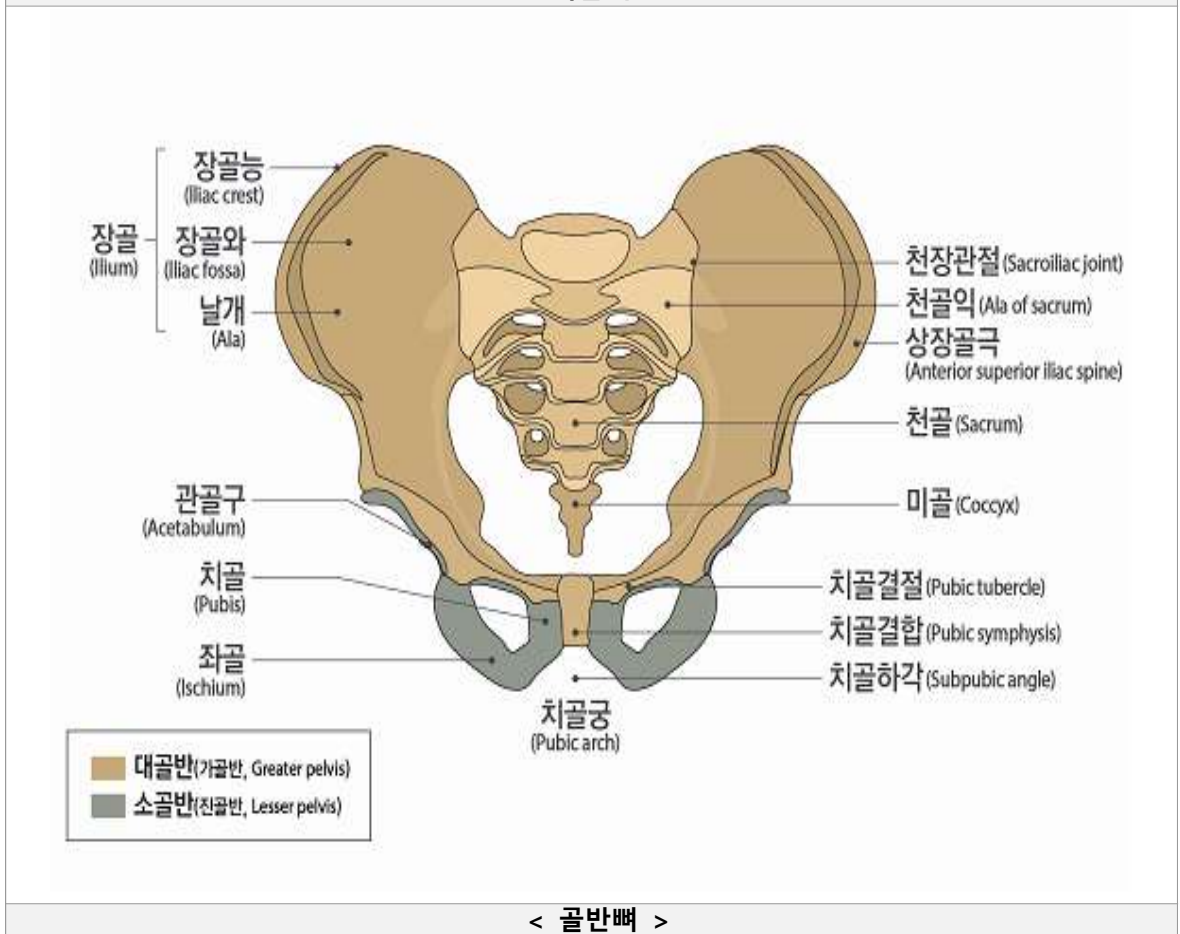 장골
(Ilium)
장골능
(Iliac crest)
장골와
(Iliac fossa)
날개
(Ala)
천장관절(Sacroiliac joint)
천골익(Ala of sacrum)
상장골극
(Anterior superior iliac spine)
천골(Sacrum)
관골구
(Acetabulum)
미골(Coccyx)
치골
(Pubis)
치골결절(Pubic tubercle)
치골결합(Pubic symphysis)
좌골
(Ischium)
치골하각(Subpubic angle)
치골궁
(Pubic arch)
대골반(가골반, Greater pelvis)
소골반(진골반, Lesser pelvis)
< 골반뼈 >